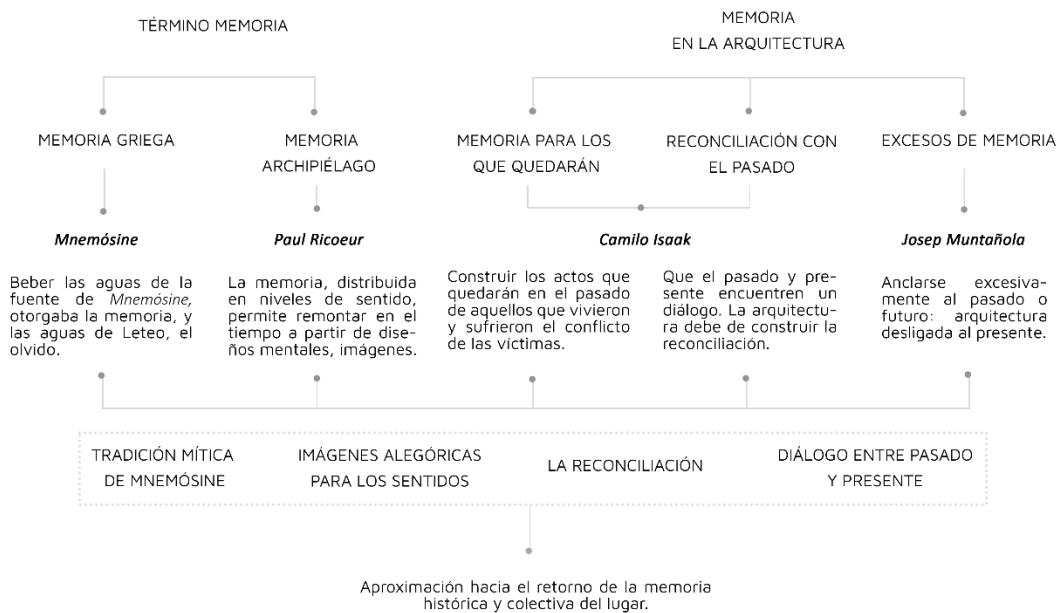 TÉRMINO MEMORIA
MEMORIA
EN LA ARQUITECTURA
MEMORIA GRIEGA
MEMORIA
ARCHIPIÉLAGO
MEMORIA PARA LOS
QUE QUEDARÁN
RECONCILIACIÓN CON
EL PASADO
EXCESOS DE MEMORIA
Mnemósine
Paul Ricoeur
Camilo Isaak
Josep Muntañola
Beber las aguas de la
fuente de Mnemósine,
otorgaba la memoria, y
las aguas de Leteo, el
olvido.
La memoria, distribuida
en niveles de sentido,
permite remontar en el
tiempo a partir de dise-
ños mentales, imágenes.
Construir los actos que
quedarán en el pasado
de aquellos que vivieron
y sufrieron el conflicto
de las víctimas.
Que el pasado y pre-
sente encuentren un
diálogo. La arquitectu-
ra debe de construir la
reconciliación.
Anclarse excesiva-
mente al pasado o
futuro: arquitectura
desligada al presente.
TRADICIÓN MÍTICA
DE MNEMÓSINE
IMÁGENES ALEGÓRICAS
PARA LOS SENTIDOS
LA RECONCILIACIÓN
DIÁLOGO ENTRE PASADO
Y PRESENTE
Aproximación hacia el retorno de la memoria
histórica y colectiva del lugar.